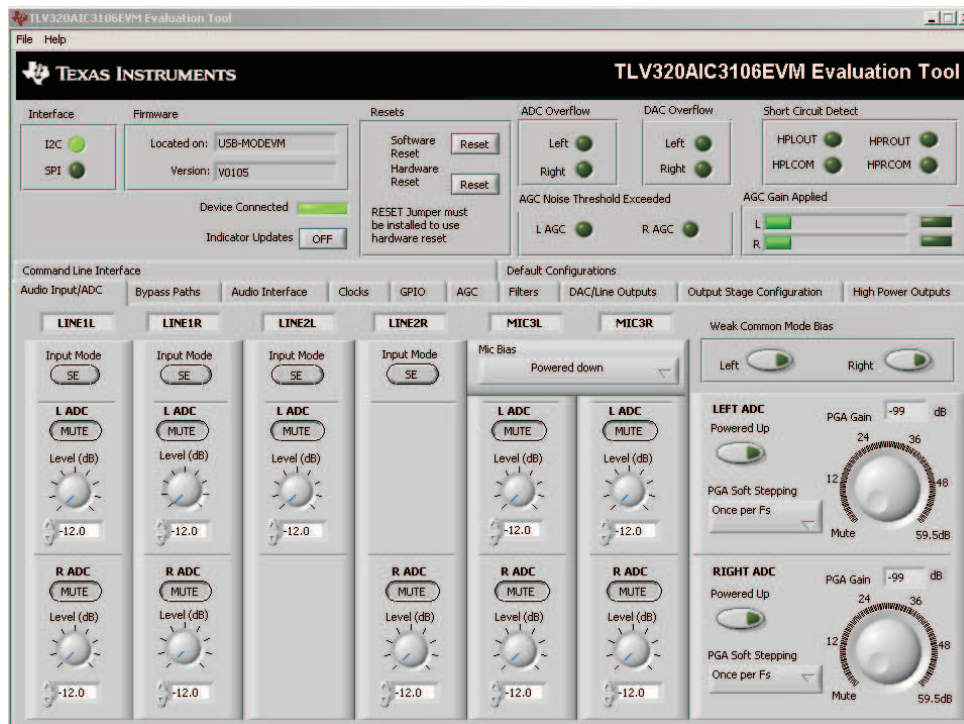 TLV320AIC3106EVM Evaluation Tool
File Help
TEXAS INSTRUMENTS
TLV320AIC3106EVM Evaluation Tool
Interface
I2C
SPI
Firmware
Located on: USB-MODEVM
Version: V0105
Device Connected
Indicator Updates OFF
Resets
Software
Reset
Reset
Hardware
Reset
Reset
RESET Jumper must
be installed to use
hardware reset
ADC Overflow
Left
Right
DAC Overflow
Left
Right
Short Circuit Detect
HPLOUT HPROUT
HPLCOM HPRCOM
AGC Noise Threshold Exceeded
L AGC R AGC
AGC Gain Applied
L
R
Command Line Interface Default Configurations
Audio Input/ADC Bypass Paths Audio Interface Clocks GPIO AGC Filters DAC/Line Outputs Output Stage Configuration High Power Outputs
LINE1L LINE1R LINE2L LINE2R MIC3L MIC3R
Input Mode Input Mode Input Mode Input Mode
SE SE SE SE
Mic Bias
Powered down
L ADC L ADC L ADC L ADC L ADC
MUTE MUTE MUTE MUTE MUTE
Level (dB) Level (dB) Level (dB) Level (dB) Level (dB)
-12.0 -12.0 -12.0 -12.0 -12.0
R ADC R ADC R ADC R ADC R ADC
MUTE MUTE MUTE MUTE MUTE
Level (dB) Level (dB) Level (dB) Level (dB) Level (dB)
-12.0 -12.0 -12.0 -12.0 -12.0
Weak Common Mode Bias
Left Right
LEFT ADC
Powered Up
PGA Soft Stepping
Once per Fs
PGA Gain -99 dB
24 36
12 48
Mute 59.5dB
RIGHT ADC
Powered Up
PGA Soft Stepping
Once per Fs
PGA Gain -99 dB
24 36
12 48
Mute 59.5dB